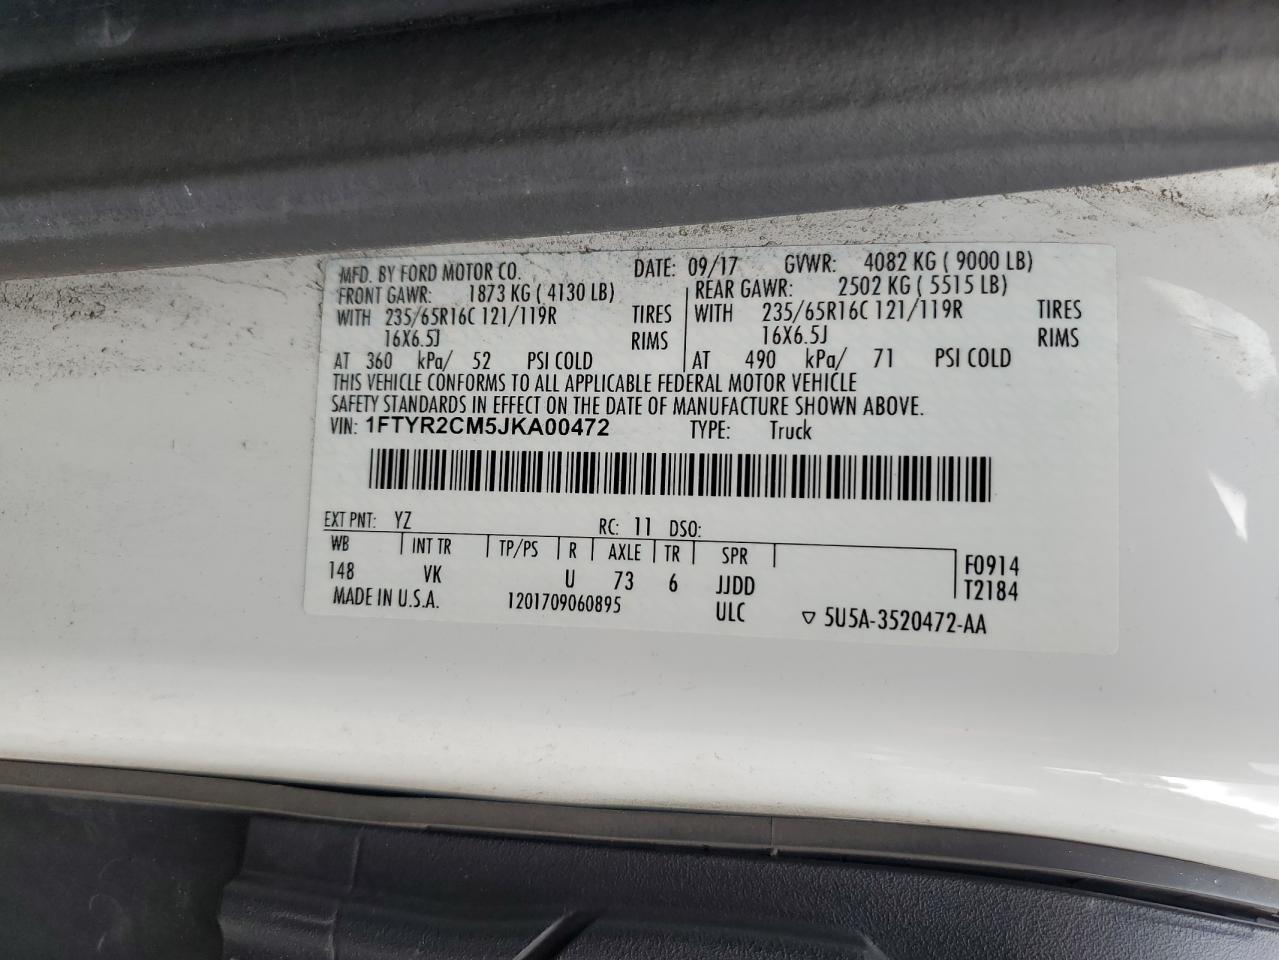 MFD. BY FORD MOTOR CO. DATE: 09/17 GVWR: 4082 KG ( 9000 LB)
FRONT GAWR: 1873 KG ( 4130 LB) REAR GAWR: 2502 KG ( 5515 LB)
WITH 235/65R16C 121/119R TIRES WITH 235/65R16C 121/119R TIRES
16X6.5J RIMS 16X6.5J RIMS
AT 360 kPa/ 52 PSI COLD AT 490 kPa/ 71 PSI COLD
THIS VEHICLE CONFORMS TO ALL APPLICABLE FEDERAL MOTOR VEHICLE
SAFETY STANDARDS IN EFFECT ON THE DATE OF MANUFACTURE SHOWN ABOVE.
VIN: 1FTYR2CM5JKA00472 TYPE: Truck
EXT PNT: YZ RC: 11 DSO:
WB INT TR TP/PS R AXLE TR SPR F0914
148 VK U 73 6 JJDD T2184
MADE IN U.S.A. 1201709060895 ULC ▽ 5U5A-3520472-AA